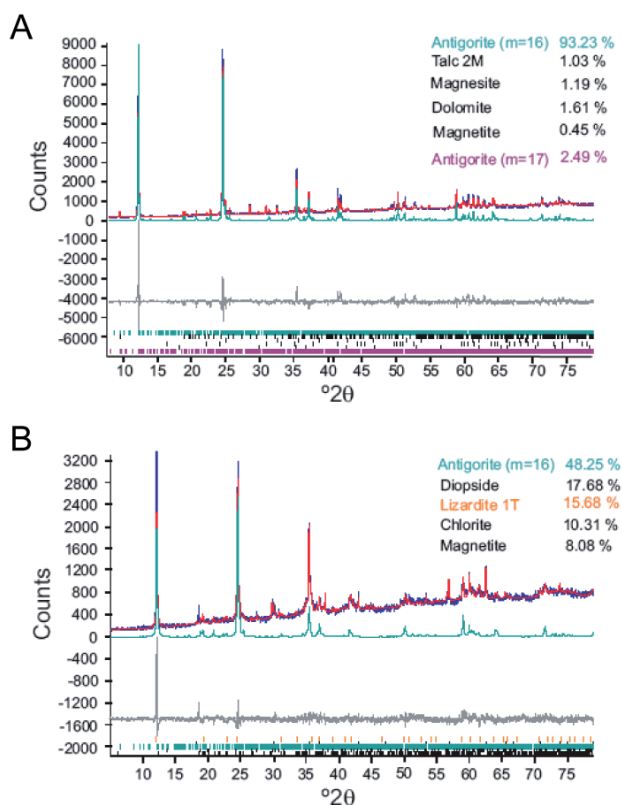 A
9000
8000
7000
6000
5000
4000
3000
2000
1000
0
-1000
-2000
-3000
-4000
-5000
-6000
Counts
Antigorite (m=16) 93.23 %
Talc 2M 1.03 %
Magnesite 1.19 %
Dolomite 1.61 %
Magnetite 0.45 %
Antigorite (m=17) 2.49 %
10 15 20 25 30 35 40 45 50 55 60 65 70 75
º2θ
B
3200
2800
2400
2000
1600
1200
800
400
0
-400
-800
-1200
-1600
-2000
Counts
Antigorite (m=16) 48.25 %
Diopside 17.68 %
Lizardite 1T 15.68 %
Chlorite 10.31 %
Magnetite 8.08 %
10 15 20 25 30 35 40 45 50 55 60 65 70 75
º2θ